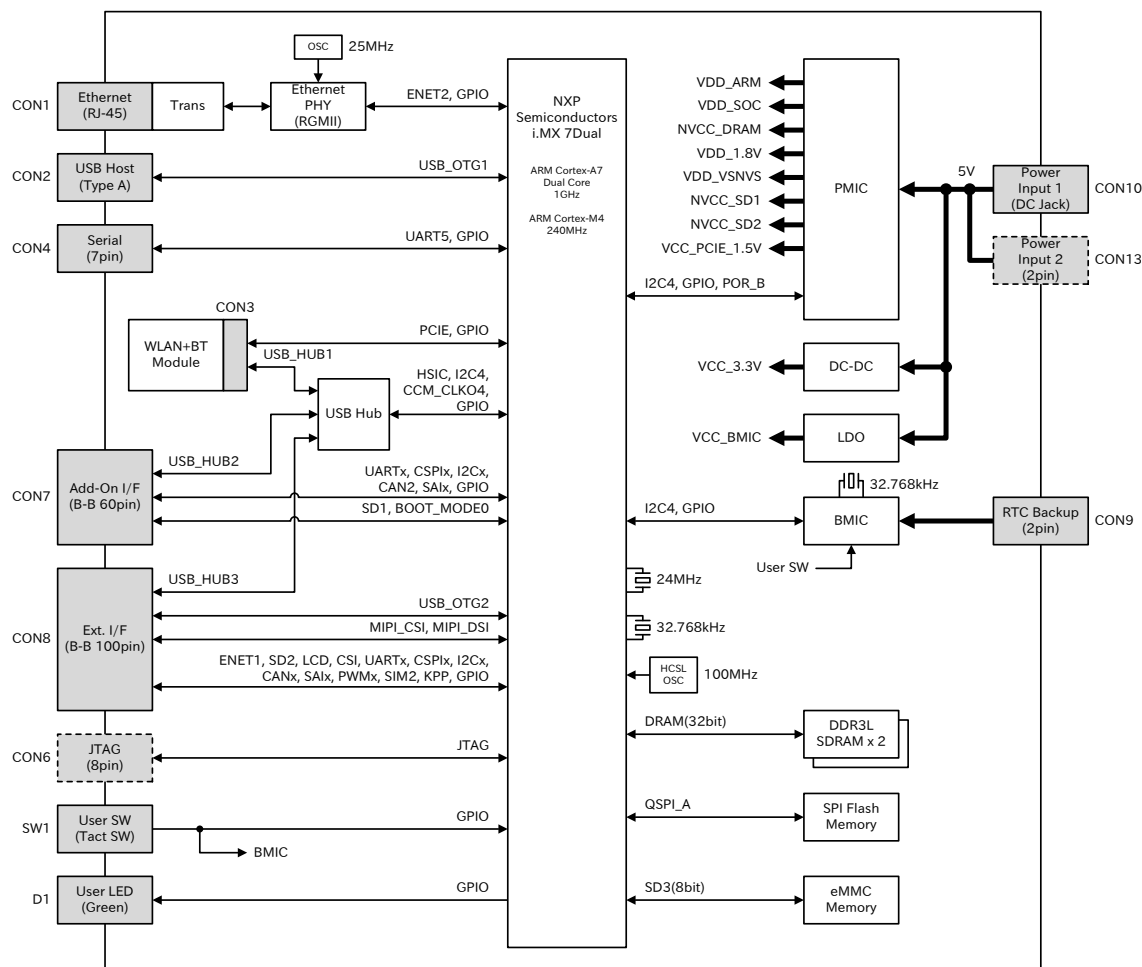 OSC
25MHz
CON1
Ethernet
(RJ-45)
Trans
Ethernet
PHY
(RGMII)
ENET2, GPIO
CON2
USB Host
(Type A)
USB_OTG1
CON4
Serial
(7pin)
UART5, GPIO
CON3
WLAN+BT
Module
PCIE, GPIO
USB_HUB1
USB Hub
HSIC, I2C4,
CCM_CLKO4,
GPIO
CON7
Add-On I/F
(B-B 60pin)
USB_HUB2
UARTx, CSPIx, I2Cx,
CAN2, SAIx, GPIO
SD1, BOOT_MODE0
CON8
Ext. I/F
(B-B 100pin)
USB_HUB3
USB_OTG2
MIPI_CSI, MIPI_DSI
ENET1, SD2, LCD, CSI, UARTx, CSPIx, I2Cx,
CANx, SAIx, PWMx, SIM2, KPP, GPIO
CON6
JTAG
(8pin)
JTAG
SW1
User SW
(Tact SW)
GPIO
BMIC
D1
User LED
(Green)
GPIO
NXP
Semiconductors
i.MX 7Dual
ARM Cortex-A7
Dual Core
1GHz
ARM Cortex-M4
240MHz
VDD_ARM
VDD_SOC
NVCC_DRAM
VDD_1.8V
VDD_VSNVS
NVCC_SD1
NVCC_SD2
VCC_PCIE_1.5V
I2C4, GPIO, POR_B
PMIC
5V
Power
Input 1
(DC Jack)
CON10
Power
Input 2
(2pin)
CON13
VCC_3.3V
DC-DC
VCC_BMIC
LDO
32.768kHz
I2C4, GPIO
BMIC
RTC Backup
(2pin)
CON9
User SW
24MHz
32.768kHz
HCSL
OSC
100MHz
DRAM(32bit)
DDR3L
SDRAM x 2
QSPI_A
SPI Flash
Memory
SD3(8bit)
eMMC
Memory